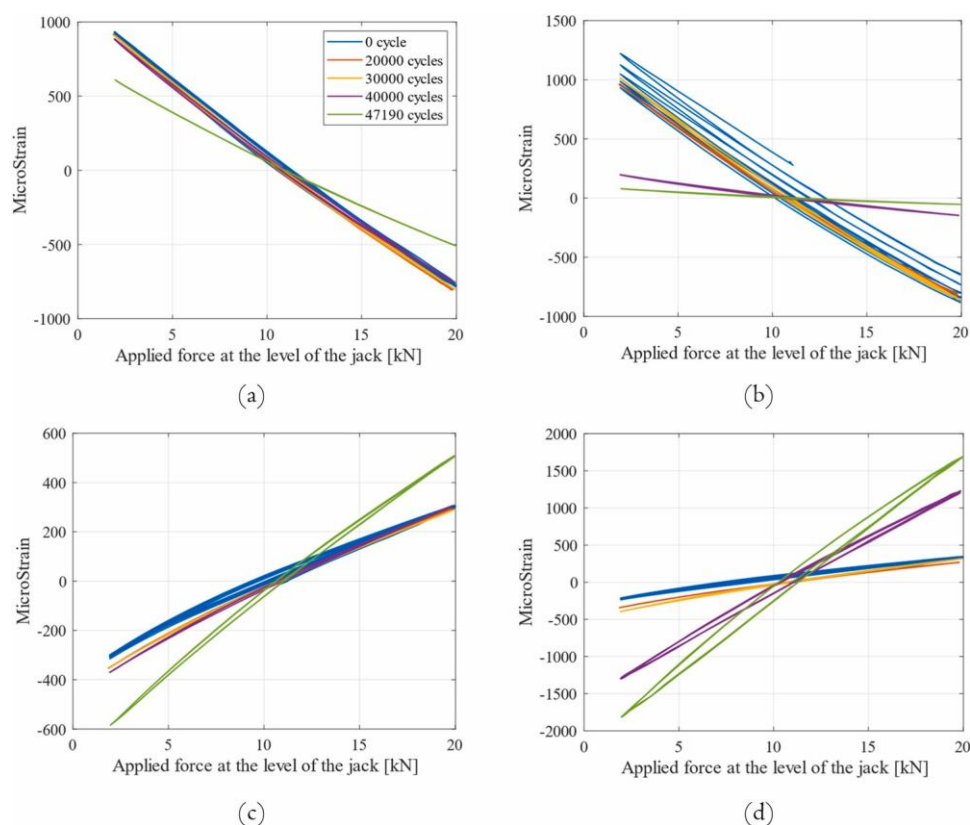 1000
500
0
-500
-1000
MicroStrain
0 5 10 15 20
Applied force at the level of the jack [kN]
0 cycle
20000 cycles
30000 cycles
40000 cycles
47190 cycles
(a)
1500
1000
500
0
-500
-1000
MicroStrain
0 5 10 15 20
Applied force at the level of the jack [kN]
(b)
600
400
200
0
-200
-400
-600
MicroStrain
0 5 10 15 20
Applied force at the level of the jack [kN]
(c)
2000
1500
1000
500
0
-500
-1000
-1500
-2000
MicroStrain
0 5 10 15 20
Applied force at the level of the jack [kN]
(d)